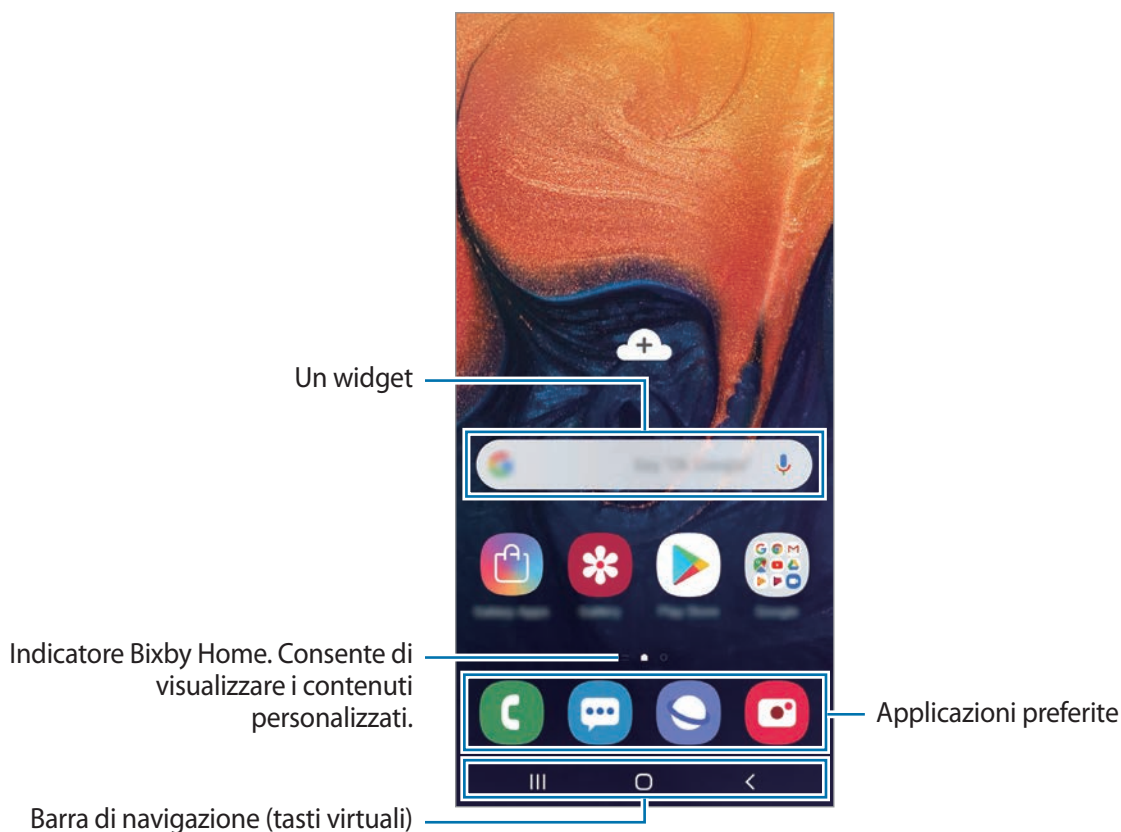 Un widget
Indicatore Bixby Home. Consente di
visualizzare i contenuti
personalizzati.
Applicazioni preferite
Barra di navigazione (tasti virtuali)